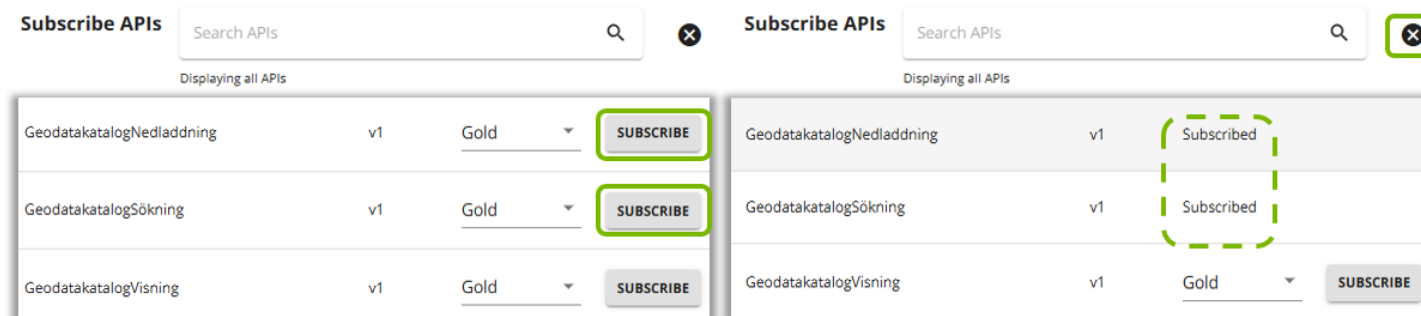 Subscribe APIs Search APIs
Displaying all APIs
GeodatakatalogNedladdning v1 Gold SUBSCRIBE
GeodatakatalogSökning v1 Gold SUBSCRIBE
GeodatakatalogVisning v1 Gold SUBSCRIBE
Subscribe APIs Search APIs
Displaying all APIs
GeodatakatalogNedladdning v1 Subscribed
GeodatakatalogSökning v1 Subscribed
GeodatakatalogVisning v1 Gold SUBSCRIBE